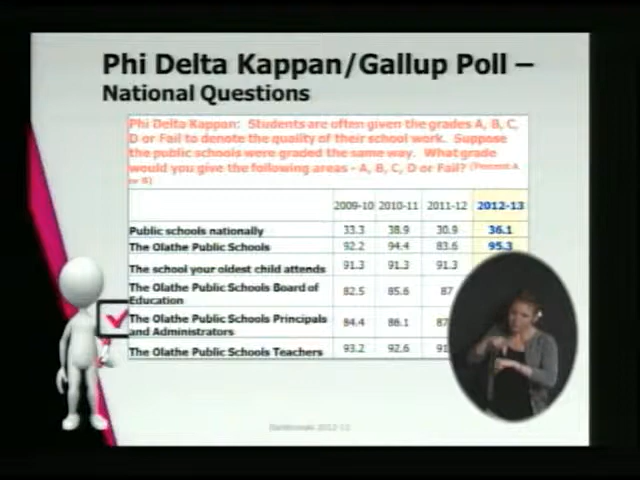 Phi Delta Kappan/Gallup Poll –
National Questions
Phi Delta Kappan: Students are often given the grades A, B, C,
D or Fail to denote the quality of their school work. Suppose
the public schools were graded the same way. What grade
would you give the following areas - A, B, C, D or Fail? (Percent A
or B)
2009-10 2010-11 2011-12 2012-13
Public schools nationally 33.3 38.9 30.9 36.1
The Olathe Public Schools 92.2 94.4 83.6 95.3
The school your oldest child attends 91.3 91.3 91.3
The Olathe Public Schools Board of
Education 82.5 85.6 87
The Olathe Public Schools Principals
and Administrators 84.4 86.1 87
The Olathe Public Schools Teachers 93.2 92.6 91
2012-13